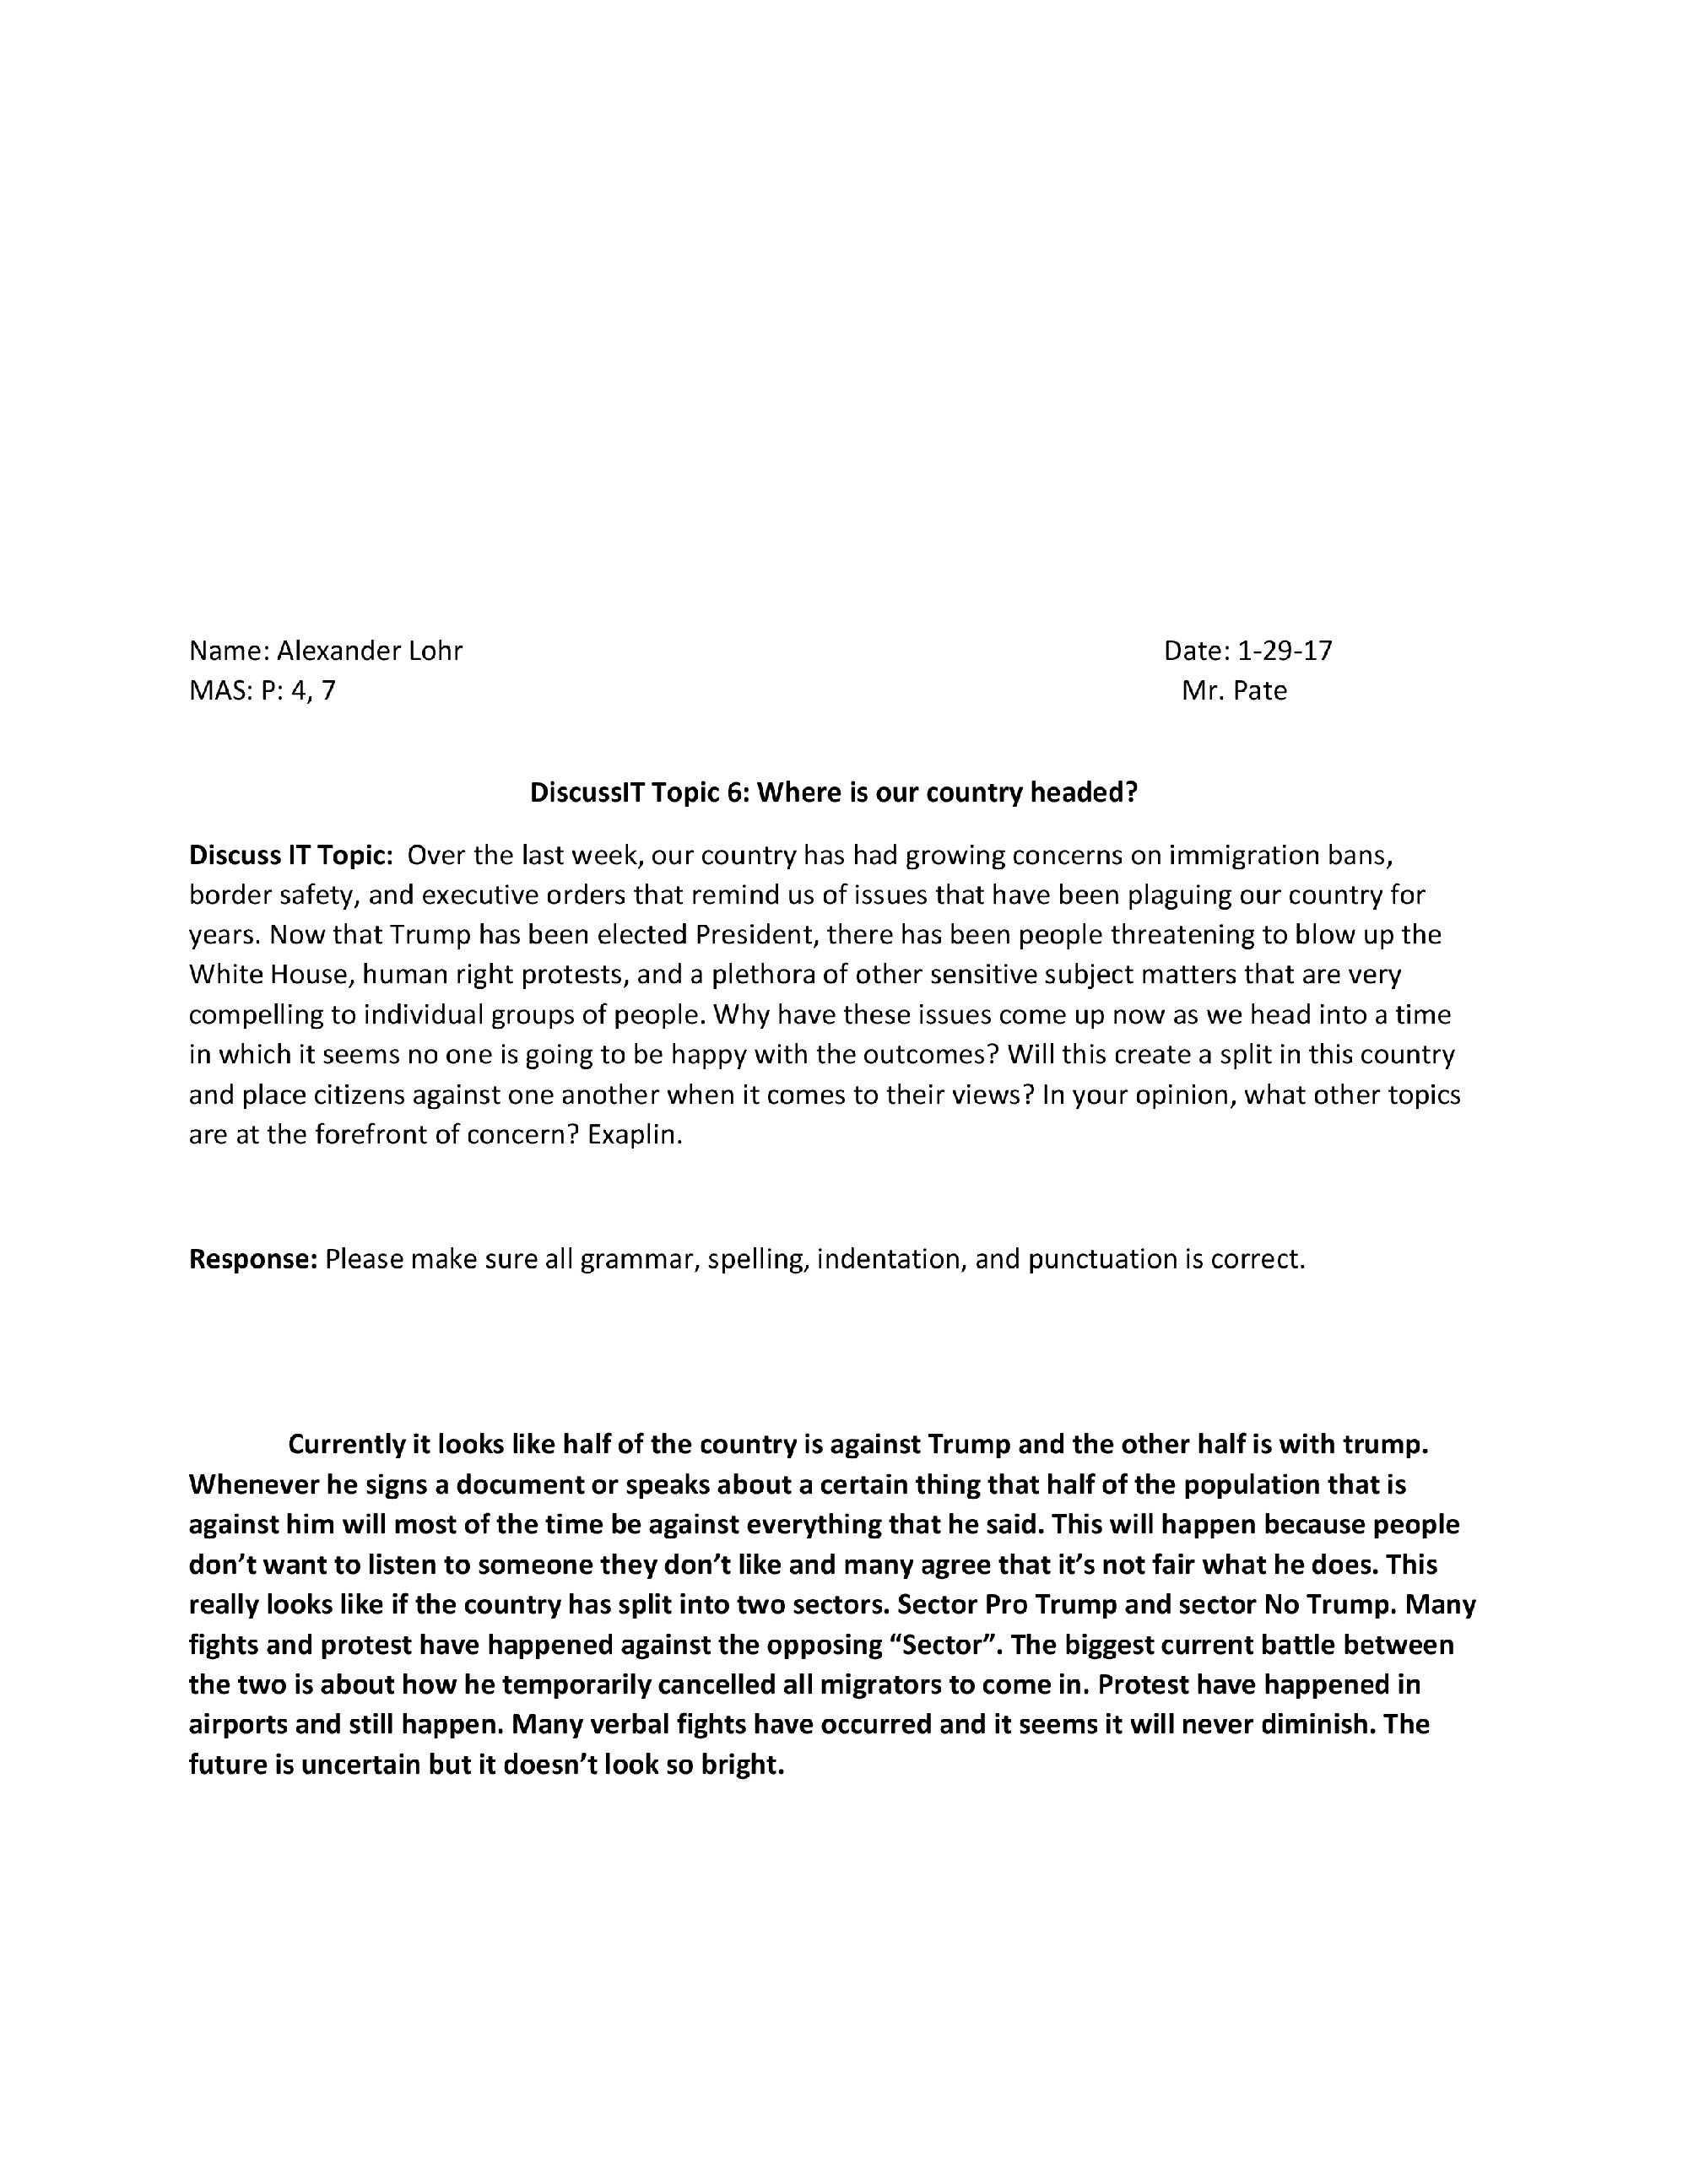 Name: Alexander Lohr Date: 1-29-17
MAS: P: 4, 7 Mr. Pate
DiscussIT Topic 6: Where is our country headed?
Discuss IT Topic: Over the last week, our country has had growing concerns on immigration bans,
border safety, and executive orders that remind us of issues that have been plaguing our country for
years. Now that Trump has been elected President, there has been people threatening to blow up the
White House, human right protests, and a plethora of other sensitive subject matters that are very
compelling to individual groups of people. Why have these issues come up now as we head into a time
in which it seems no one is going to be happy with the outcomes? Will this create a split in this country
and place citizens against one another when it comes to their views? In your opinion, what other topics
are at the forefront of concern? Exaplin.
Response: Please make sure all grammar, spelling, indentation, and punctuation is correct.
Currently it looks like half of the country is against Trump and the other half is with trump.
Whenever he signs a document or speaks about a certain thing that half of the population that is
against him will most of the time be against everything that he said. This will happen because people
don’t want to listen to someone they don’t like and many agree that it’s not fair what he does. This
really looks like if the country has split into two sectors. Sector Pro Trump and sector No Trump. Many
fights and protest have happened against the opposing “Sector”. The biggest current battle between
the two is about how he temporarily cancelled all migrators to come in. Protest have happened in
airports and still happen. Many verbal fights have occurred and it seems it will never diminish. The
future is uncertain but it doesn’t look so bright.